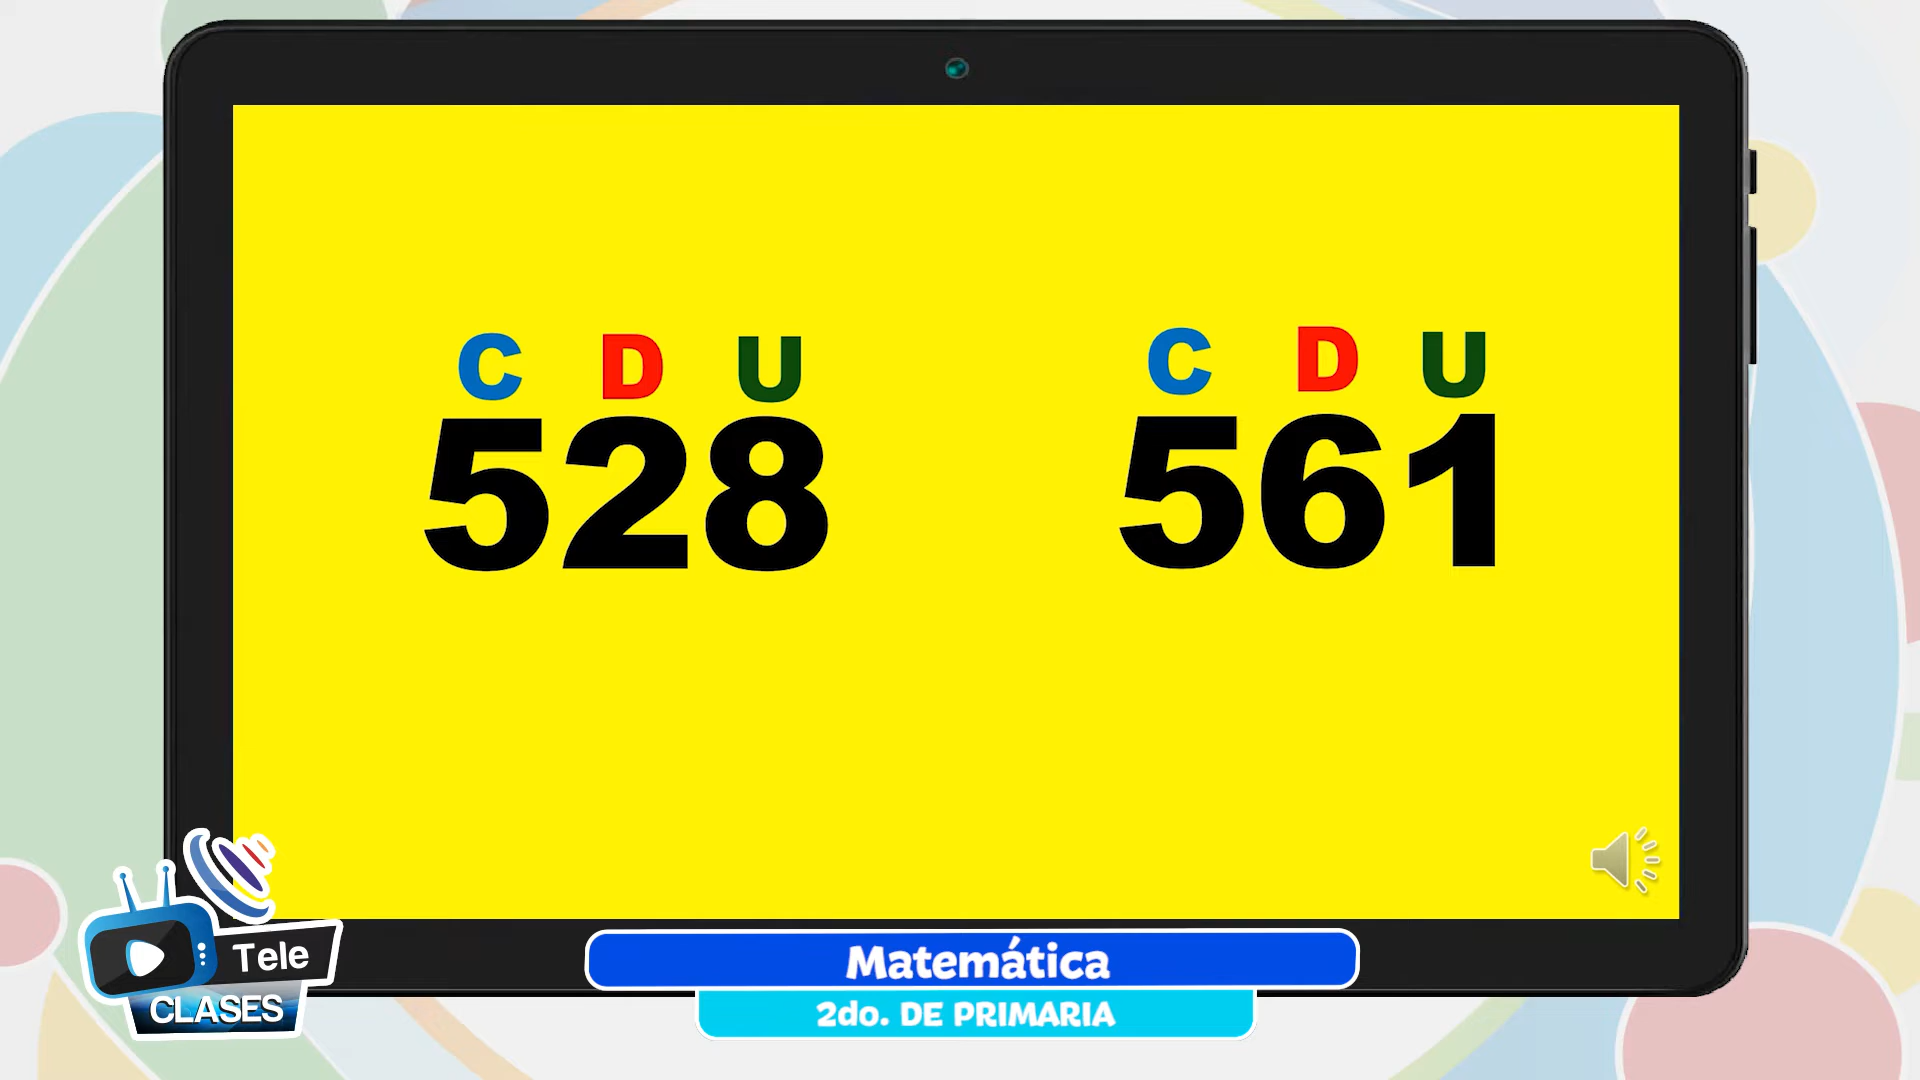 C D U
528
C D U
561
Tele
CLASES
Matemática
2do. DE PRIMARIA